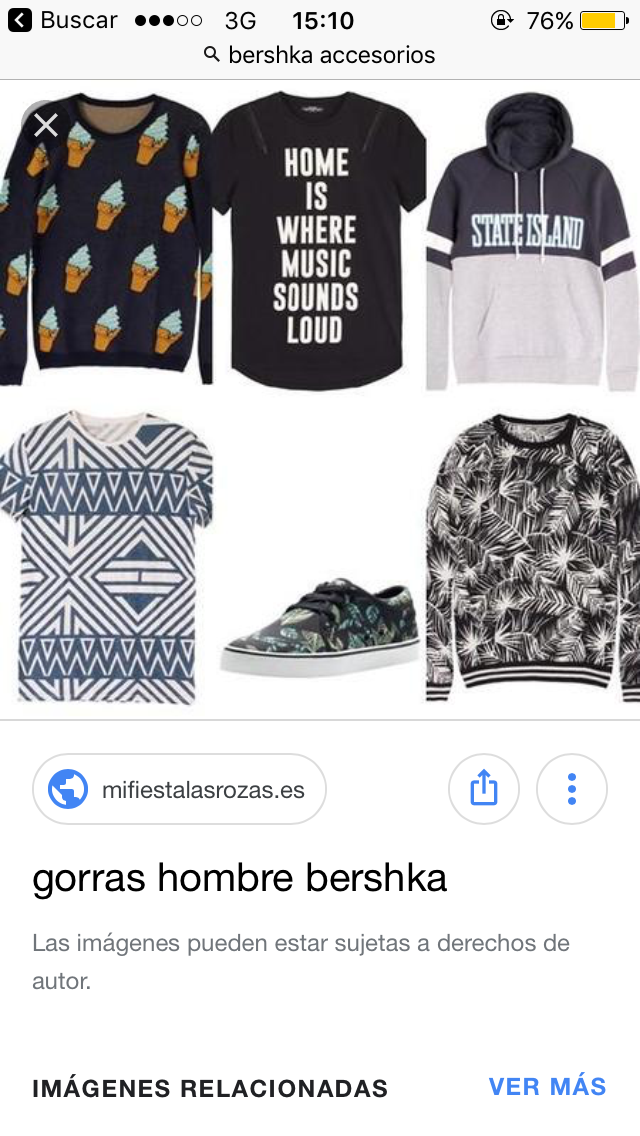 Buscar 3G 15:10 76%
bershka accesorios
HOME
IS
WHERE
MUSIC
SOUNDS
LOUD
STATE ISLAND
mifiestalasrozas.es
gorras hombre bershka
Las imágenes pueden estar sujetas a derechos de
autor.
IMÁGENES RELACIONADAS VER MÁS